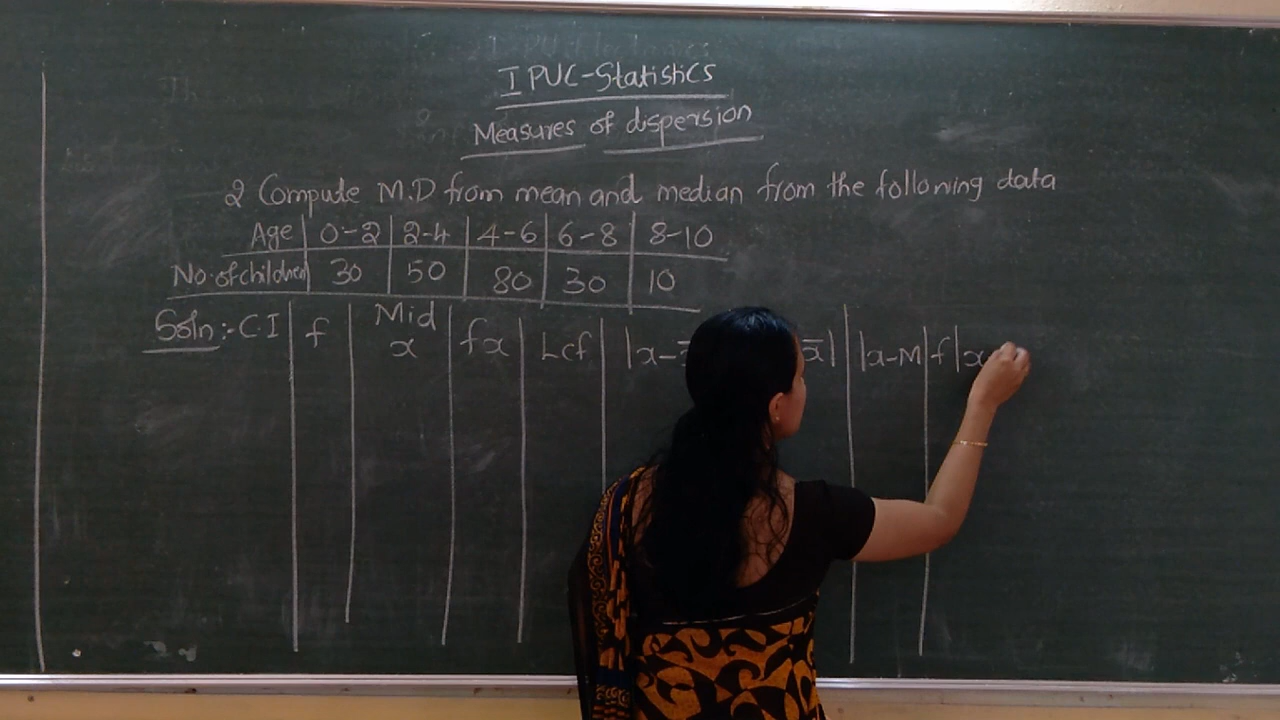 I PUC-Statistics
Measures of dispersion
2 Compute M.D from mean and median from the following data
Age 0-2 2-4 4-6 6-8 8-10
No. of children 30 50 80 30 10
Soln:- C.I f Mid x fx Lcf |x- x̄| |x-M f|x